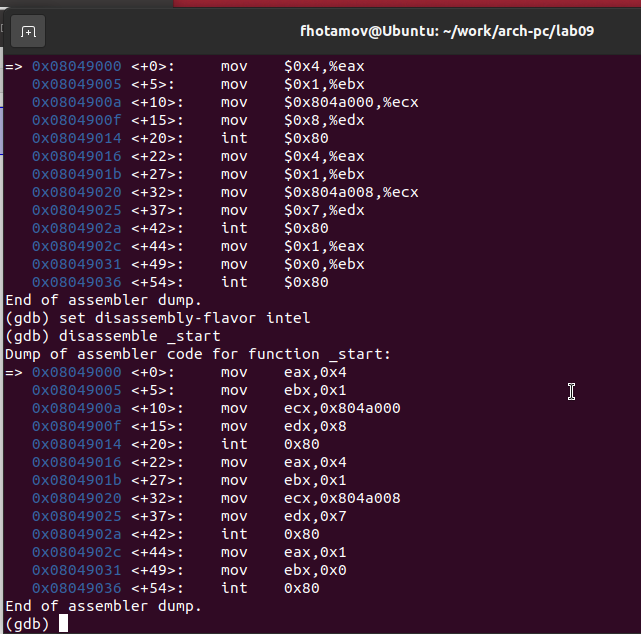 fhotamov@Ubuntu: ~/work/arch-pc/lab09
=> 0x08049000 <+0>:     mov    $0x4,%eax
   0x08049005 <+5>:     mov    $0x1,%ebx
   0x0804900a <+10>:    mov    $0x804a000,%ecx
   0x0804900f <+15>:    mov    $0x8,%edx
   0x08049014 <+20>:    int    $0x80
   0x08049016 <+22>:    mov    $0x4,%eax
   0x0804901b <+27>:    mov    $0x1,%ebx
   0x08049020 <+32>:    mov    $0x804a008,%ecx
   0x08049025 <+37>:    mov    $0x7,%edx
   0x0804902a <+42>:    int    $0x80
   0x0804902c <+44>:    mov    $0x1,%eax
   0x08049031 <+49>:    mov    $0x0,%ebx
   0x08049036 <+54>:    int    $0x80
End of assembler dump.
(gdb) set disassembly-flavor intel
(gdb) disassemble _start
Dump of assembler code for function _start:
=> 0x08049000 <+0>:     mov    eax,0x4
   0x08049005 <+5>:     mov    ebx,0x1
   0x0804900a <+10>:    mov    ecx,0x804a000
   0x0804900f <+15>:    mov    edx,0x8
   0x08049014 <+20>:    int    0x80
   0x08049016 <+22>:    mov    eax,0x4
   0x0804901b <+27>:    mov    ebx,0x1
   0x08049020 <+32>:    mov    ecx,0x804a008
   0x08049025 <+37>:    mov    edx,0x7
   0x0804902a <+42>:    int    0x80
   0x0804902c <+44>:    mov    eax,0x1
   0x08049031 <+49>:    mov    ebx,0x0
   0x08049036 <+54>:    int    0x80
End of assembler dump.
(gdb)